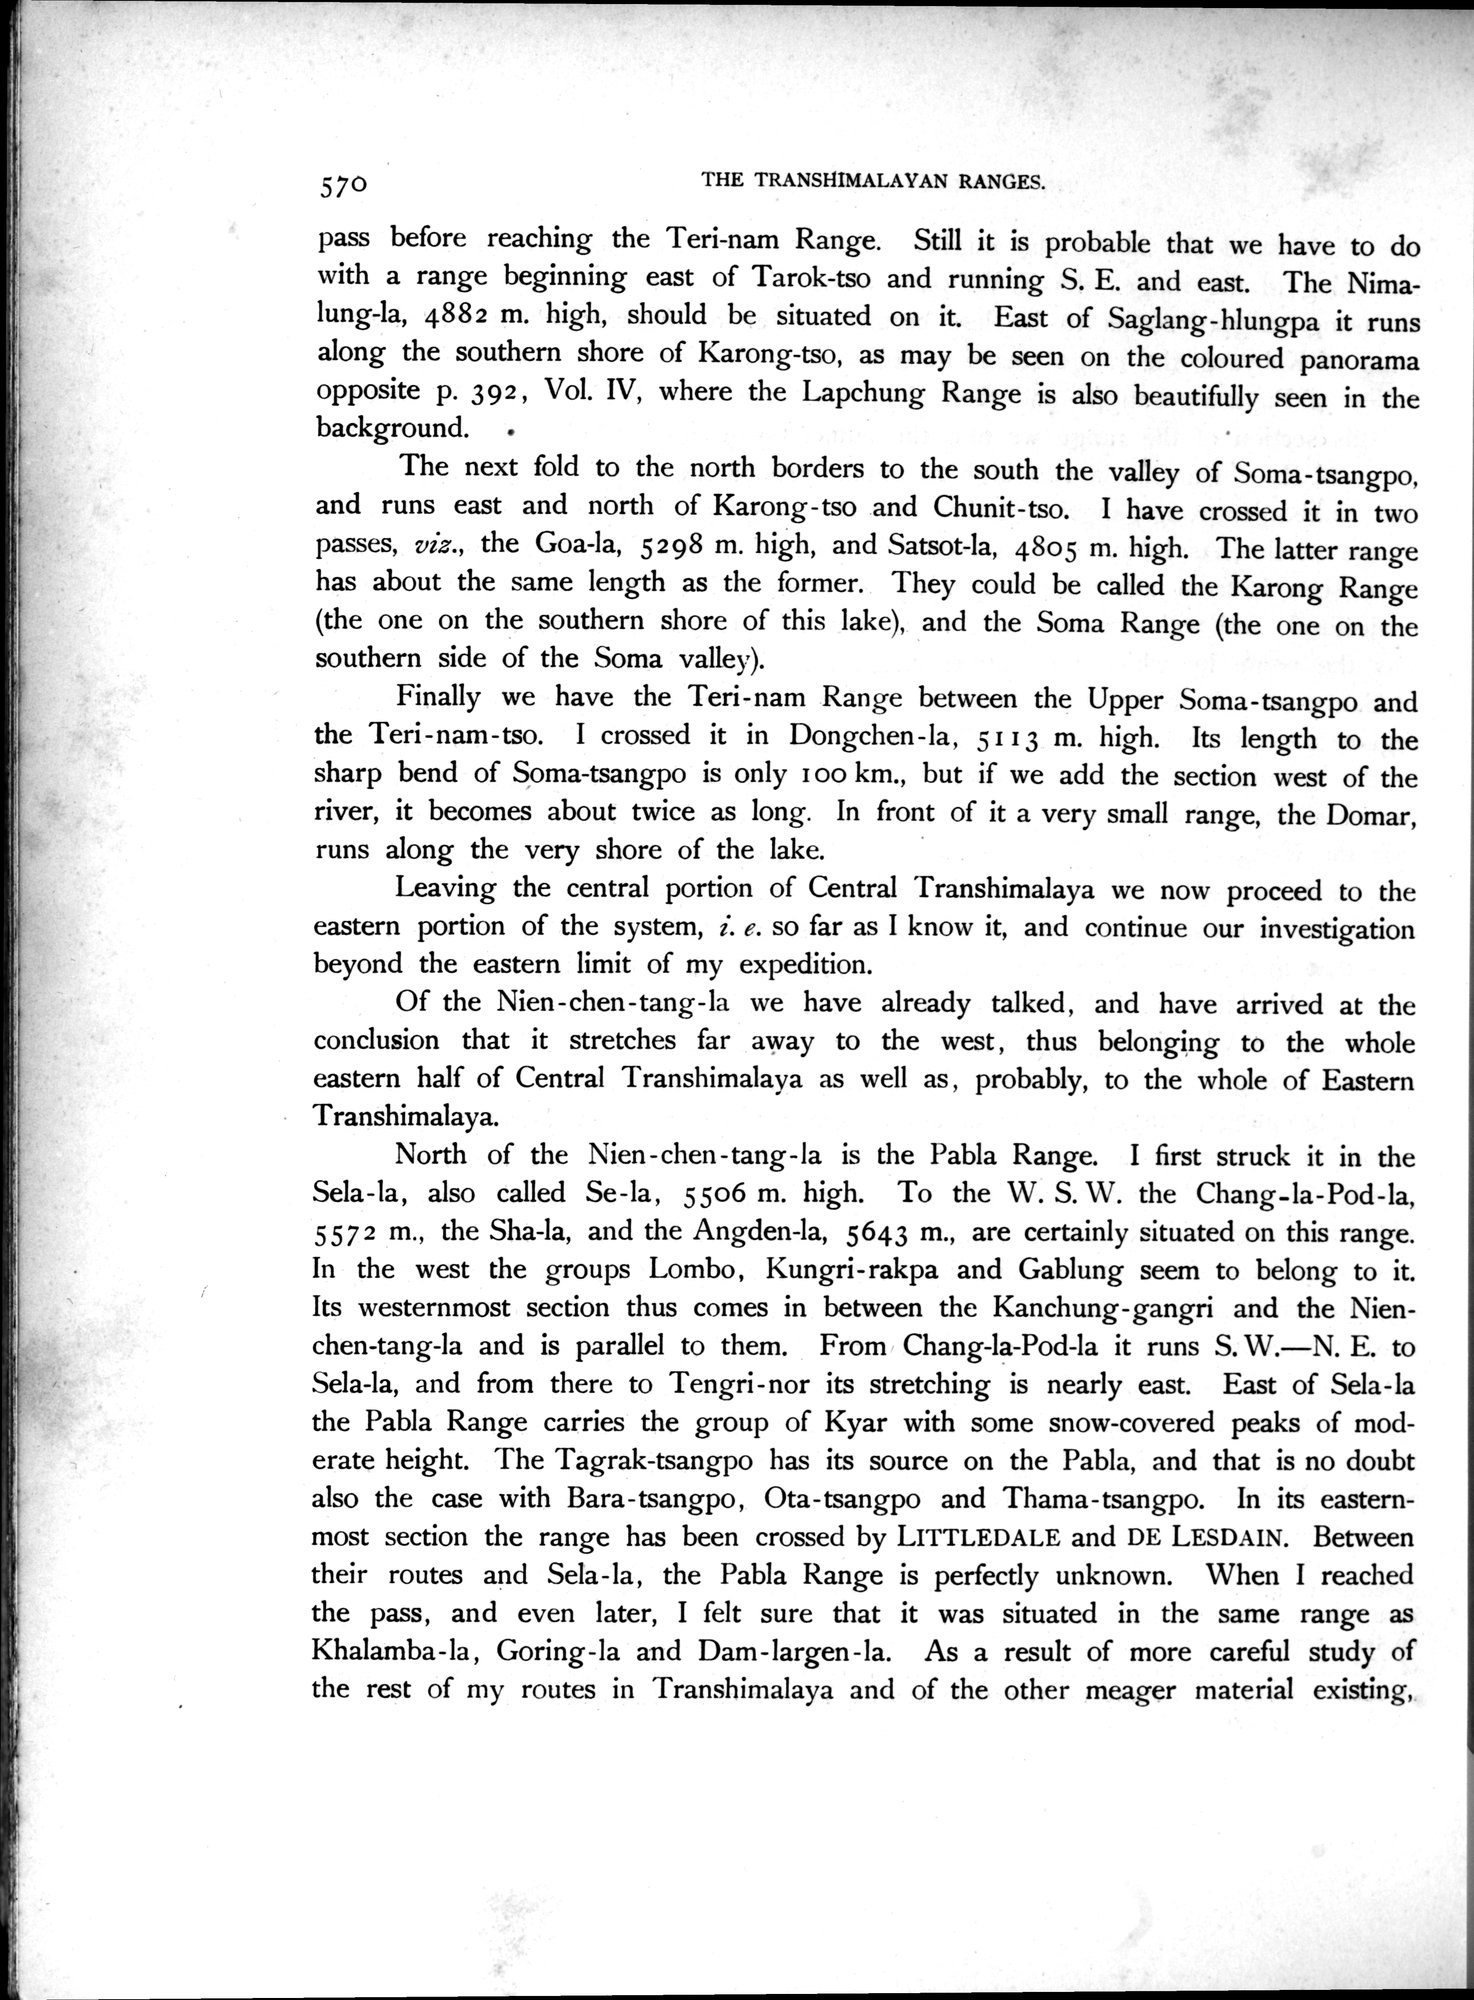 570
THE TRANSHIMALAYAN RANGES.
pass before reaching the Teri-nam Range. Still it is probable that we have to do
with a range beginning east of Tarok-tso and running S. E. and east. The Nima-
lung-la, 4882 m. high, should be situated on it. East of Saglang-hlungpa it runs
along the southern shore of Karong-tso, as may be seen on the coloured panorama
opposite p. 392, Vol. IV, where the Lapchung Range is also beautifully seen in the
background.
The next fold to the north borders to the south the valley of Soma-tsangpo,
and runs east and north of Karong-tso and Chunit-tso. I have crossed it in two
passes, viz., the Goa-la, 5298 m. high, and Satsot-la, 4805 m. high. The latter range
has about the same length as the former. They could be called the Karong Range
(the one on the southern shore of this lake), and the Soma Range (the one on the
southern side of the Soma valley).
Finally we have the Teri-nam Range between the Upper Soma-tsangpo and
the Teri-nam-tso. I crossed it in Dongchen-la, 5113 m. high. Its length to the
sharp bend of Soma-tsangpo is only 100 km., but if we add the section west of the
river, it becomes about twice as long. In front of it a very small range, the Domar,
runs along the very shore of the lake.
Leaving the central portion of Central Transhimalaya we now proceed to the
eastern portion of the system, i. e. so far as I know it, and continue our investigation
beyond the eastern limit of my expedition.
Of the Nien-chen-tang-la we have already talked, and have arrived at the
conclusion that it stretches far away to the west, thus belonging to the whole
eastern half of Central Transhimalaya as well as, probably, to the whole of Eastern
Transhimalaya.
North of the Nien-chen-tang-la is the Pabla Range. I first struck it in the
Sela-la, also called Se-la, 5506 m. high. To the W. S. W. the Chang-la-Pod-la,
5572 m., the Sha-la, and the Angden-la, 5643 m., are certainly situated on this range.
In the west the groups Lombo, Kungri-rakpa and Gablung seem to belong to it.
Its westernmost section thus comes in between the Kanchung-gangri and the Nien-
chen-tang-la and is parallel to them. From Chang-la-Pod-la it runs S. W.—N. E. to
Sela-la, and from there to Tengri-nor its stretching is nearly east. East of Sela-la
the Pabla Range carries the group of Kyar with some snow-covered peaks of mod-
erate height. The Tagrak-tsangpo has its source on the Pabla, and that is no doubt
also the case with Bara-tsangpo, Ota-tsangpo and Thama-tsangpo. In its eastern-
most section the range has been crossed by LITTLEDALE and DE LESDAIN. Between
their routes and Sela-la, the Pabla Range is perfectly unknown. When I reached
the pass, and even later, I felt sure that it was situated in the same range as
Khalamba-la, Goring-la and Dam-largen-la. As a result of more careful study of
the rest of my routes in Transhimalaya and of the other meager material existing,